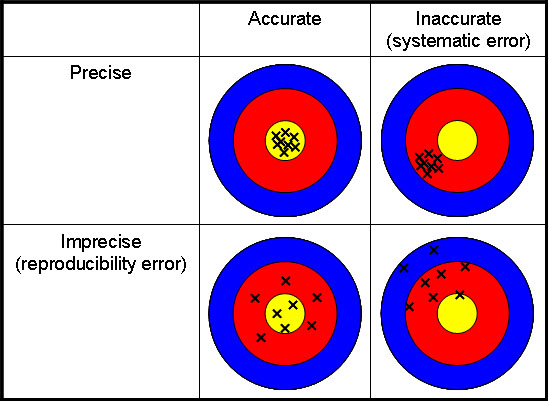 Accurate
Inaccurate
(systematic error)
Precise
Imprecise
(reproducibility error)